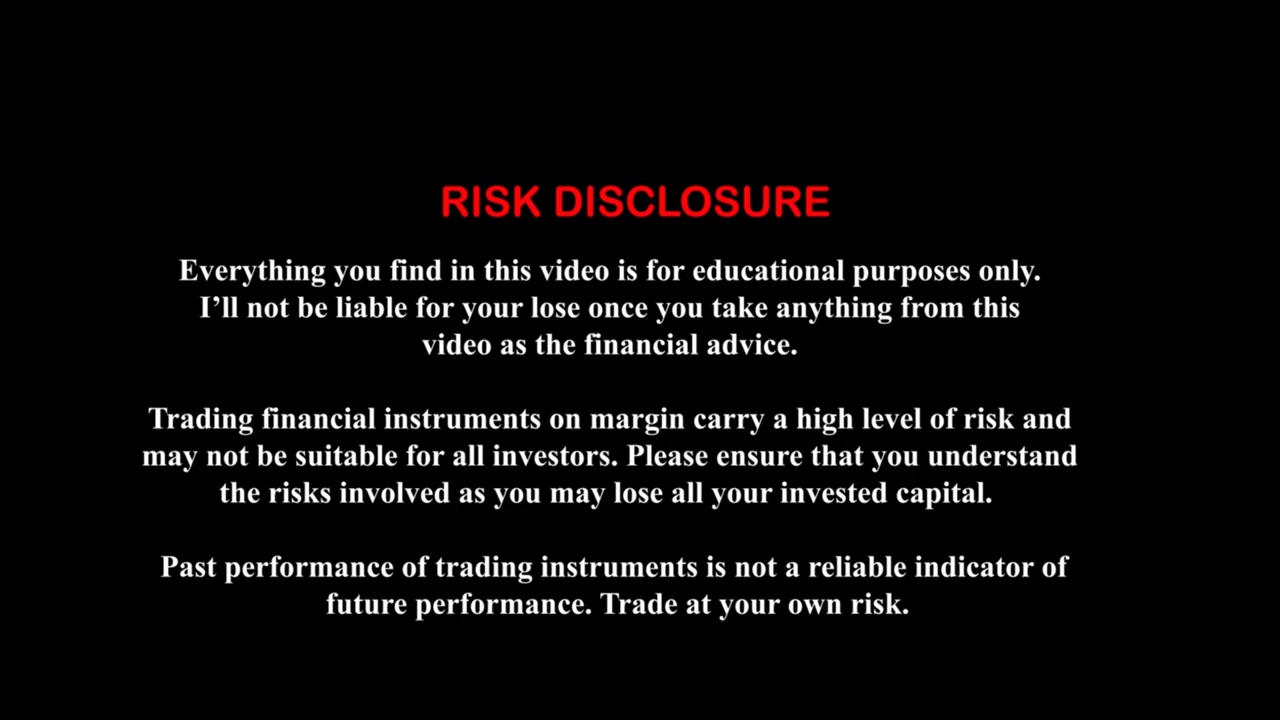 RISK DISCLOSURE
Everything you find in this video is for educational purposes only.
I’ll not be liable for your lose once you take anything from this
video as the financial advice.
Trading financial instruments on margin carry a high level of risk and
may not be suitable for all investors. Please ensure that you understand
the risks involved as you may lose all your invested capital.
Past performance of trading instruments is not a reliable indicator of
future performance. Trade at your own risk.